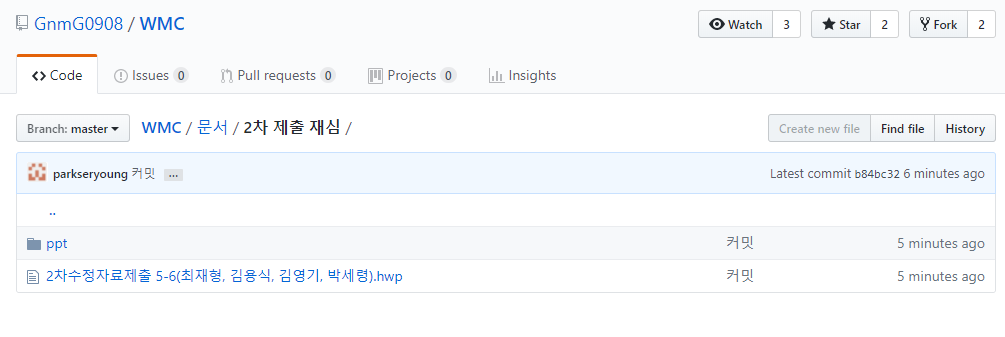 GnmG0908 / WMC
Watch 3 Star 2 Fork 2
Code Issues 0 Pull requests 0 Projects 0 Insights
Branch: master WMC / 문서 / 2차 제출 재심 / Create new file Find file History
parkseryoung 커밋 ... Latest commit b84bc32 6 minutes ago
..
ppt 커밋 5 minutes ago
2차수정자료제출 5-6(최재형, 김용식, 김영기, 박세령).hwp 커밋 5 minutes ago